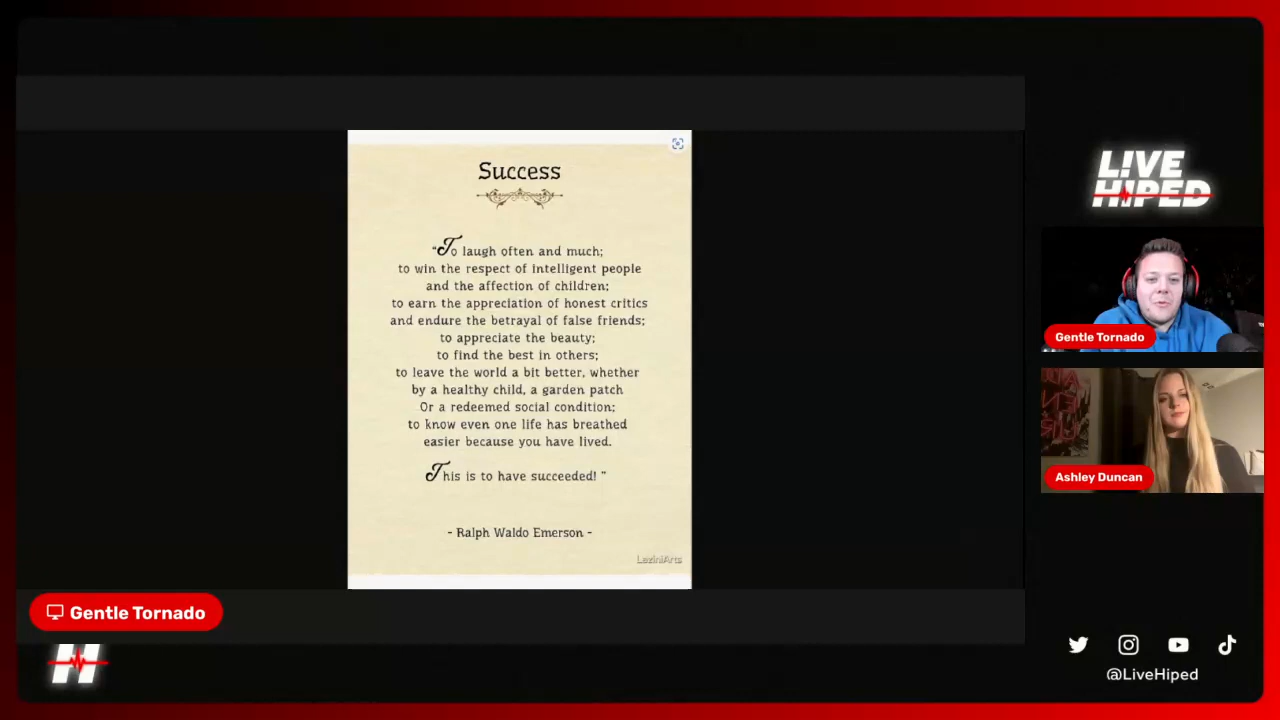 Success
"To laugh often and much;
to win the respect of intelligent people
and the affection of children;
to earn the appreciation of honest critics
and endure the betrayal of false friends;
to appreciate the beauty;
to find the best in others;
to leave the world a bit better, whether
by a healthy child, a garden patch
Or a redeemed social condition;
to know even one life has breathed
easier because you have lived.
This is to have succeeded! "
- Ralph Waldo Emerson -
LaziniArts
Gentle Tornado
H
L!VE
HIPED
Gentle Tornado
Ashley Duncan
@LiveHiped